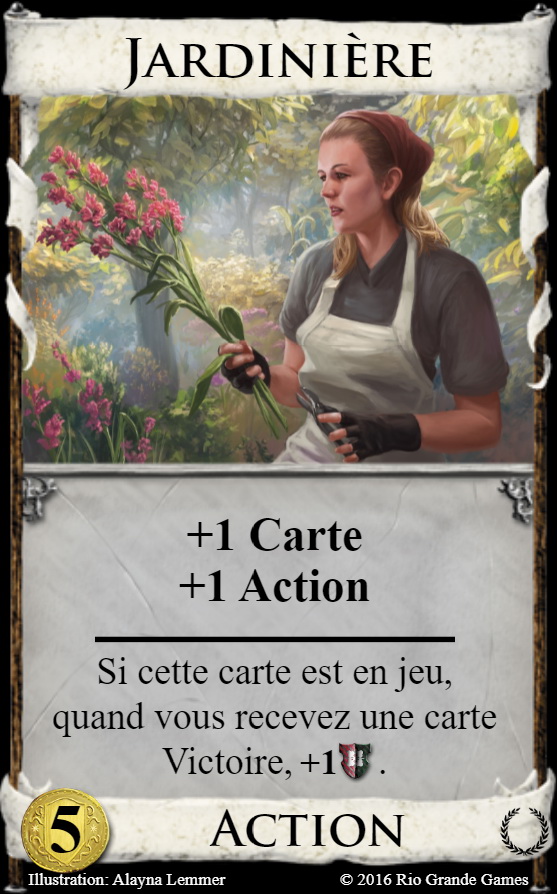 JARDINIÈRE
+1 Carte
+1 Action
Si cette carte est en jeu,
quand vous recevez une carte
Victoire, +1.
5
ACTION
Illustration: Alayna Lemmer © 2016 Rio Grande Games